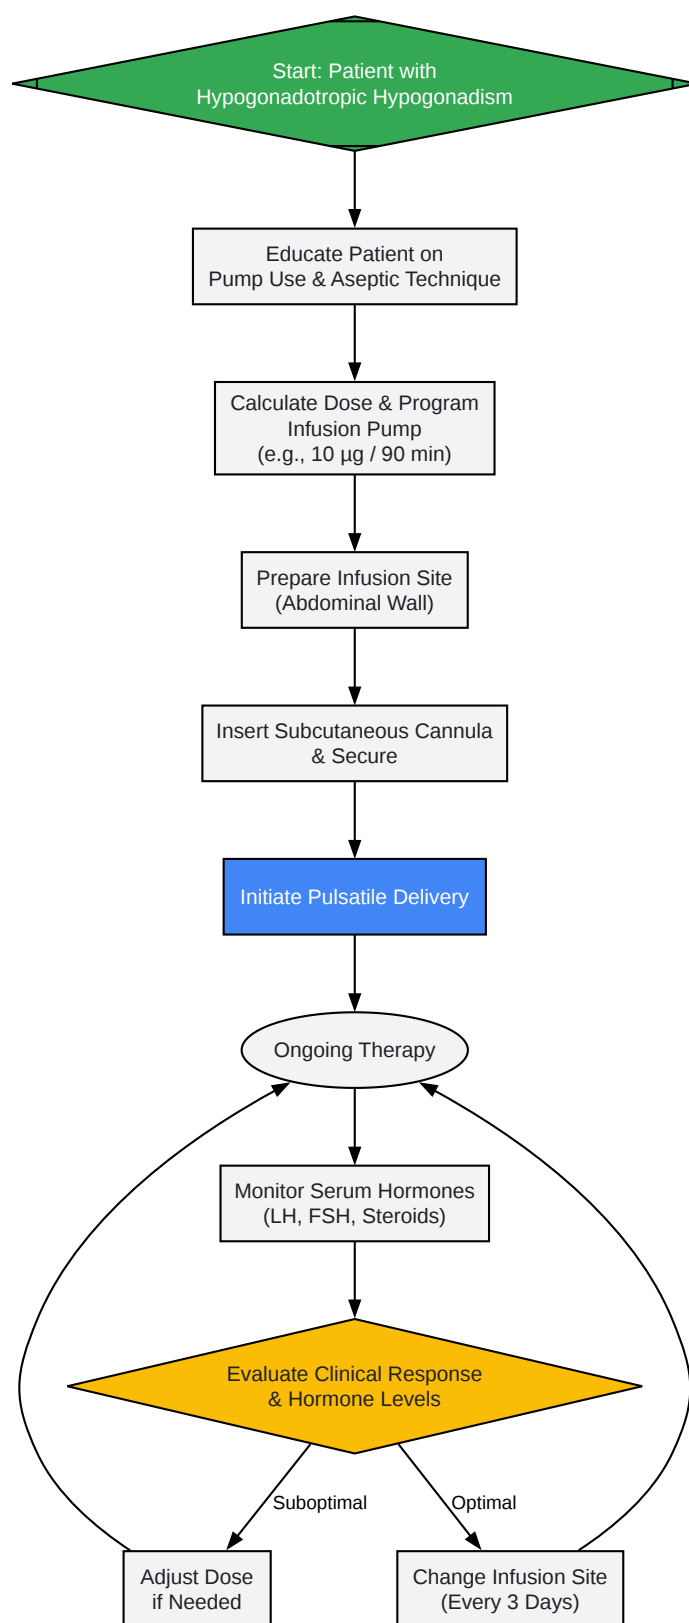 Start: Patient with
Hypogonadotropic Hypogonadism
Educate Patient on
Pump Use & Aseptic Technique
Calculate Dose & Program
Infusion Pump
(e.g., 10 µg / 90 min)
Prepare Infusion Site
(Abdominal Wall)
Insert Subcutaneous Cannula
& Secure
Initiate Pulsatile Delivery
Ongoing Therapy
Monitor Serum Hormones
(LH, FSH, Steroids)
Evaluate Clinical Response
& Hormone Levels
Suboptimal
Optimal
Adjust Dose
if Needed
Change Infusion Site
(Every 3 Days)